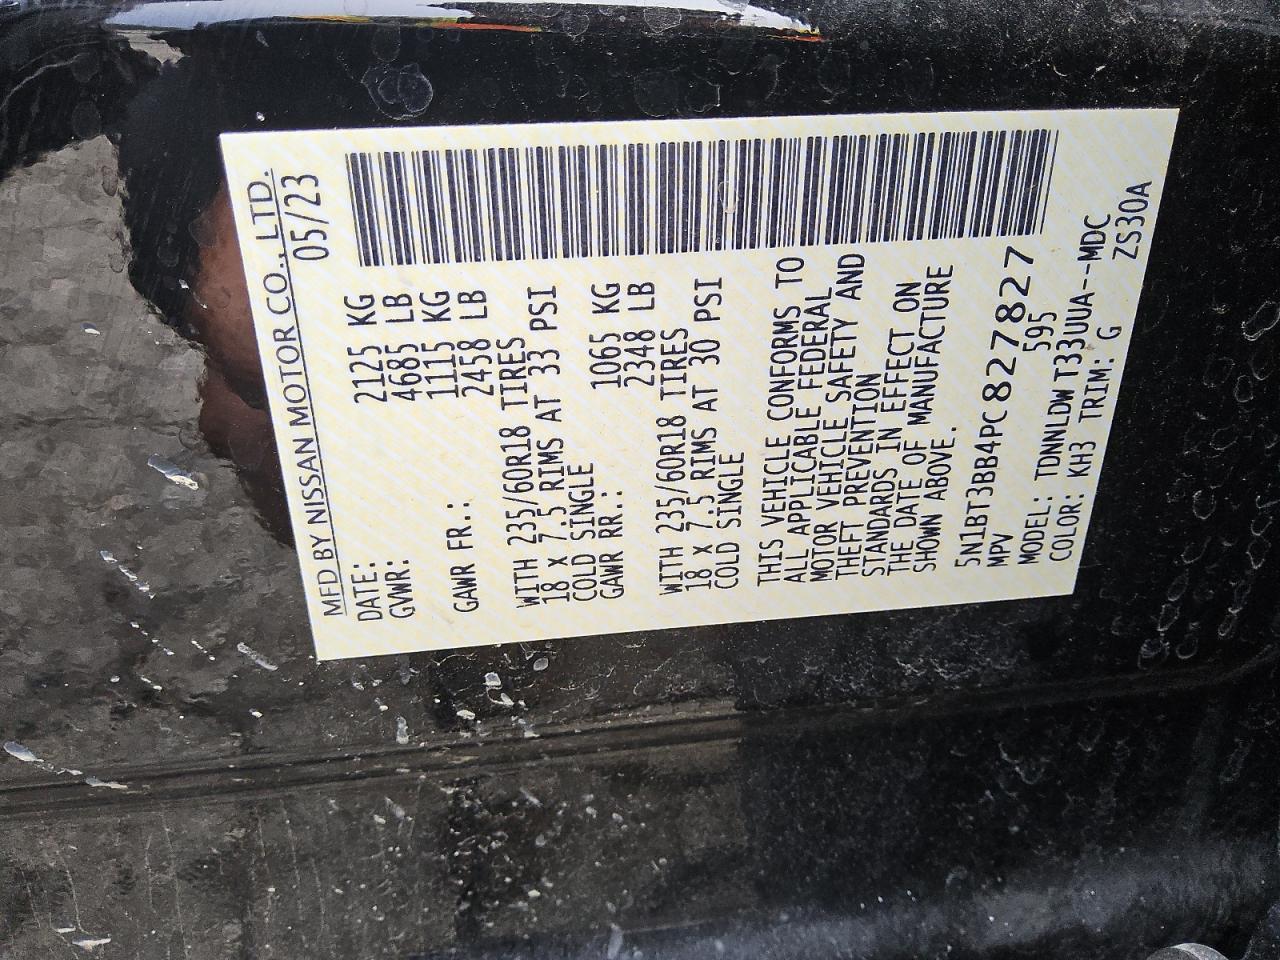 MFD BY NISSAN MOTOR CO., LTD.
DATE: 05/23
GVWR: 2125 KG
4685 LB
GAWR FR.: 1115 KG
2458 LB
WITH 235/60R18 TIRES
18 x 7.5 RIMS AT 33 PSI
COLD SINGLE
GAWR RR.: 1065 KG
2348 LB
WITH 235/60R18 TIRES
18 x 7.5 RIMS AT 30 PSI
COLD SINGLE
THIS VEHICLE CONFORMS TO
ALL APPLICABLE FEDERAL
MOTOR VEHICLE SAFETY AND
THEFT PREVENTION
STANDARDS IN EFFECT ON
THE DATE OF MANUFACTURE
SHOWN ABOVE.
5N1BT3BB4PC827827
MPV 595
MODEL: TDNNLDW T33UUA--MDC
COLOR: KH3 TRIM: G ZS30A